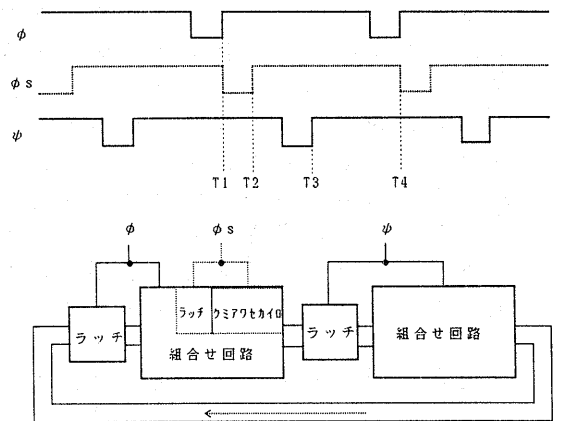 φ
φs
ψ
T1 T2 T3 T4
φ φs ψ
ラッチ クミアワセカイロ
ラッチ 組合せ回路 ラッチ 組合せ回路